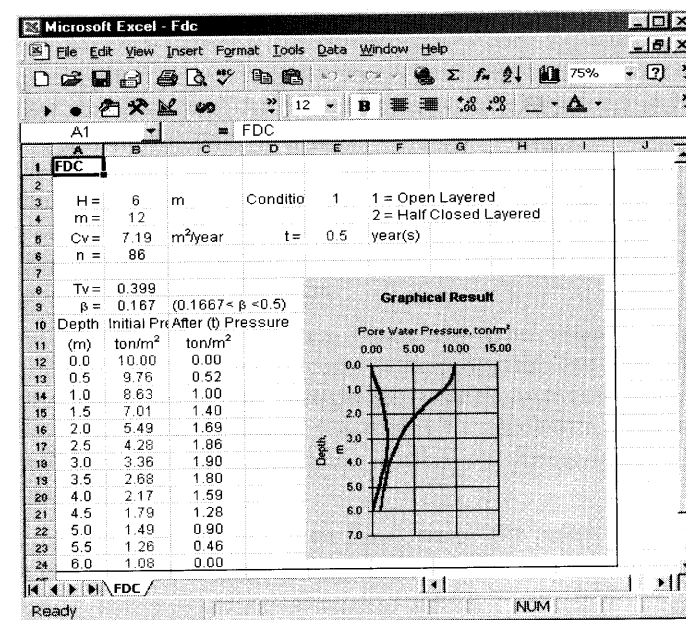 Microsoft Excel - Fdc
File Edit View Insert Format Tools Data Window Help
75%
12 B
A1 = FDC
A B C D E F G H I J
1 FDC
2
3 H = 6 m Conditio 1 1 = Open Layered
4 m = 12 2 = Half Closed Layered
5 Cv = 7.19 m²/year t = 0.5 year(s)
6 n = 86
7
8 Tv = 0.399
9 β = 0.167 (0.1667< β <0.5)
10 Depth Initial Pre After (t) Pressure
11 (m) ton/m² ton/m²
12 0.0 10.00 0.00
13 0.5 9.76 0.52
14 1.0 8.63 1.00
15 1.5 7.01 1.40
16 2.0 5.49 1.69
17 2.5 4.28 1.86
18 3.0 3.36 1.90
19 3.5 2.68 1.80
20 4.0 2.17 1.59
21 4.5 1.79 1.28
22 5.0 1.49 0.90
23 5.5 1.26 0.46
24 6.0 1.08 0.00
Graphical Result
Pore Water Pressure, ton/m²
0.00 5.00 10.00 15.00
0.0
1.0
2.0
3.0
4.0
5.0
6.0
7.0
Depth, m
FDC
Ready NUM